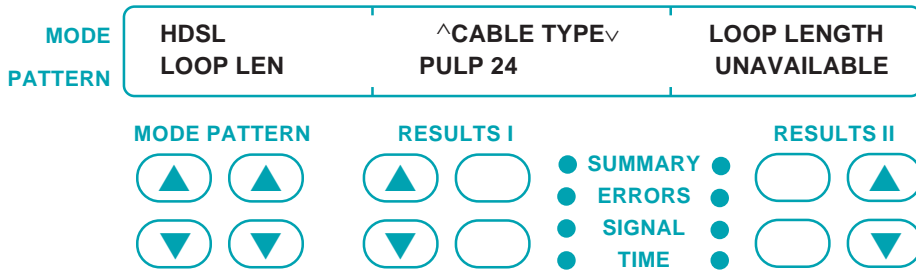 MODE HDSL ^CABLE TYPE∨ LOOP LENGTH
PATTERN LOOP LEN PULP 24 UNAVAILABLE
MODE PATTERN RESULTS I RESULTS II
SUMMARY
ERRORS
SIGNAL
TIME